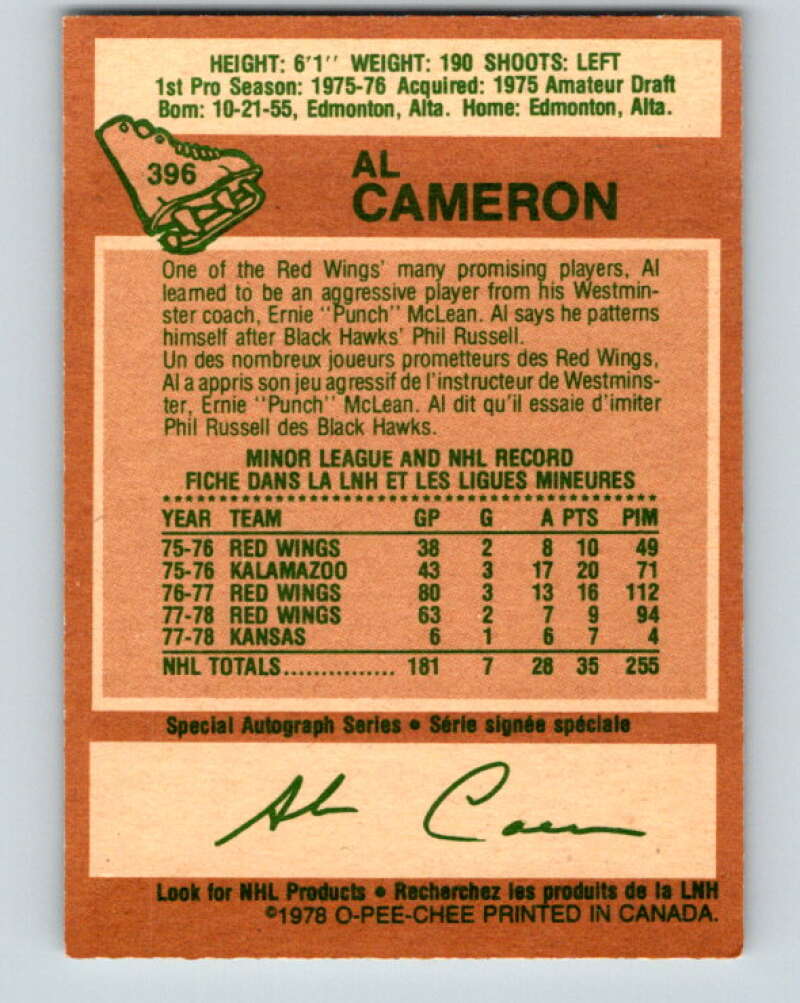 HEIGHT: 6'1" WEIGHT: 190 SHOOTS: LEFT
1st Pro Season: 1975-76 Acquired: 1975 Amateur Draft
Born: 10-21-55, Edmonton, Alta. Home: Edmonton, Alta.
396
AL
CAMERON
One of the Red Wings' many promising players, Al
learned to be an aggressive player from his Westmin-
ster coach, Ernie "Punch" McLean. Al says he patterns
himself after Black Hawks' Phil Russell.
Un des nombreux joueurs prometteurs des Red Wings,
Al a appris son jeu agressif de l'instructeur de Westmins-
ter, Ernie "Punch" McLean. Al dit qu'il essaie d'imiter
Phil Russell des Black Hawks.
MINOR LEAGUE AND NHL RECORD
FICHE DANS LA LNH ET LES LIGUES MINEURES
YEAR TEAM GP G A PTS PIM
75-76 RED WINGS 38 2 8 10 49
75-76 KALAMAZOO 43 3 17 20 71
76-77 RED WINGS 80 3 13 16 112
77-78 RED WINGS 63 2 7 9 94
77-78 KANSAS 6 1 6 7 4
NHL TOTALS............... 181 7 28 35 255
Special Autograph Series • Série signée spéciale
Al Cameron
Look for NHL Products • Recherchez les produits de la LNH
©1978 O-PEE-CHEE PRINTED IN CANADA.